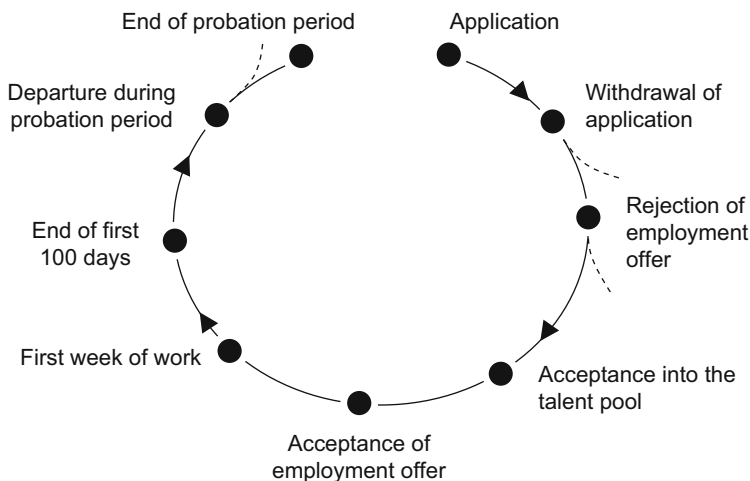 Application
Withdrawal of
application
Rejection of
employment
offer
Acceptance into the
talent pool
Acceptance of
employment offer
First week of work
End of first
100 days
Departure during
probation period
End of probation period